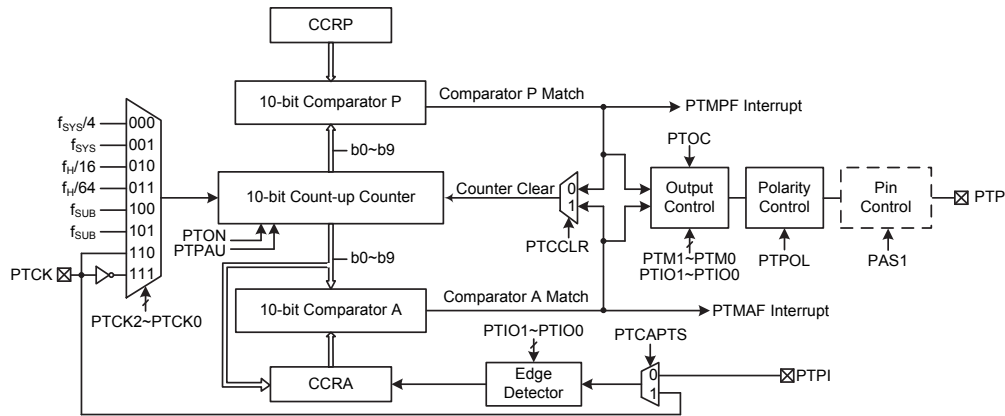 CCRP
10-bit Comparator P
Comparator P Match
PTMPF Interrupt
b0~b9
PTOC
fSYS/4
000
fSYS
001
fH/16
010
fH/64
011
fSUB
100
fSUB
101
110
111
10-bit Count-up Counter
Counter Clear
0
1
Output
Control
Polarity
Control
Pin
Control
PTP
PTON
PTPAU
PTCCLR
PTM1~PTM0
PTIO1~PTIO0
PTPOL
PAS1
PTCK
b0~b9
PTCK2~PTCK0
10-bit Comparator A
Comparator A Match
PTMAF Interrupt
PTIO1~PTIO0
PTCAPTS
CCRA
Edge
Detector
0
1
PTPI